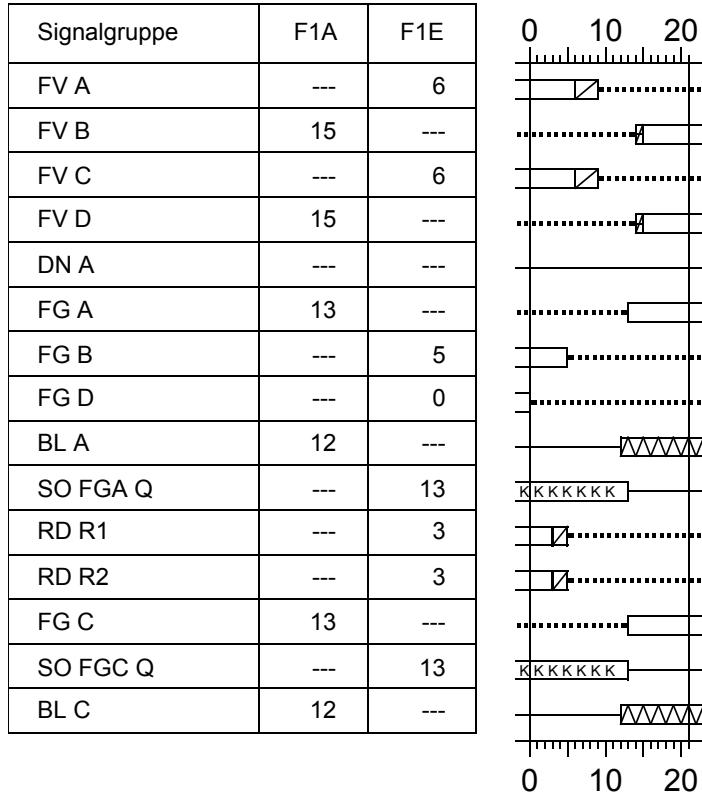 Signalgruppe F1A F1E 0 10 20
FV A --- 6
FV B 15 ---
FV C --- 6
FV D 15 ---
DN A --- ---
FG A 13 ---
FG B --- 5
FG D --- 0
BL A 12 ---
SO FGA Q --- 13 K K K K K K K
RD R1 --- 3
RD R2 --- 3
FG C 13 ---
SO FGC Q --- 13 K K K K K K K
BL C 12 ---
0 10 20